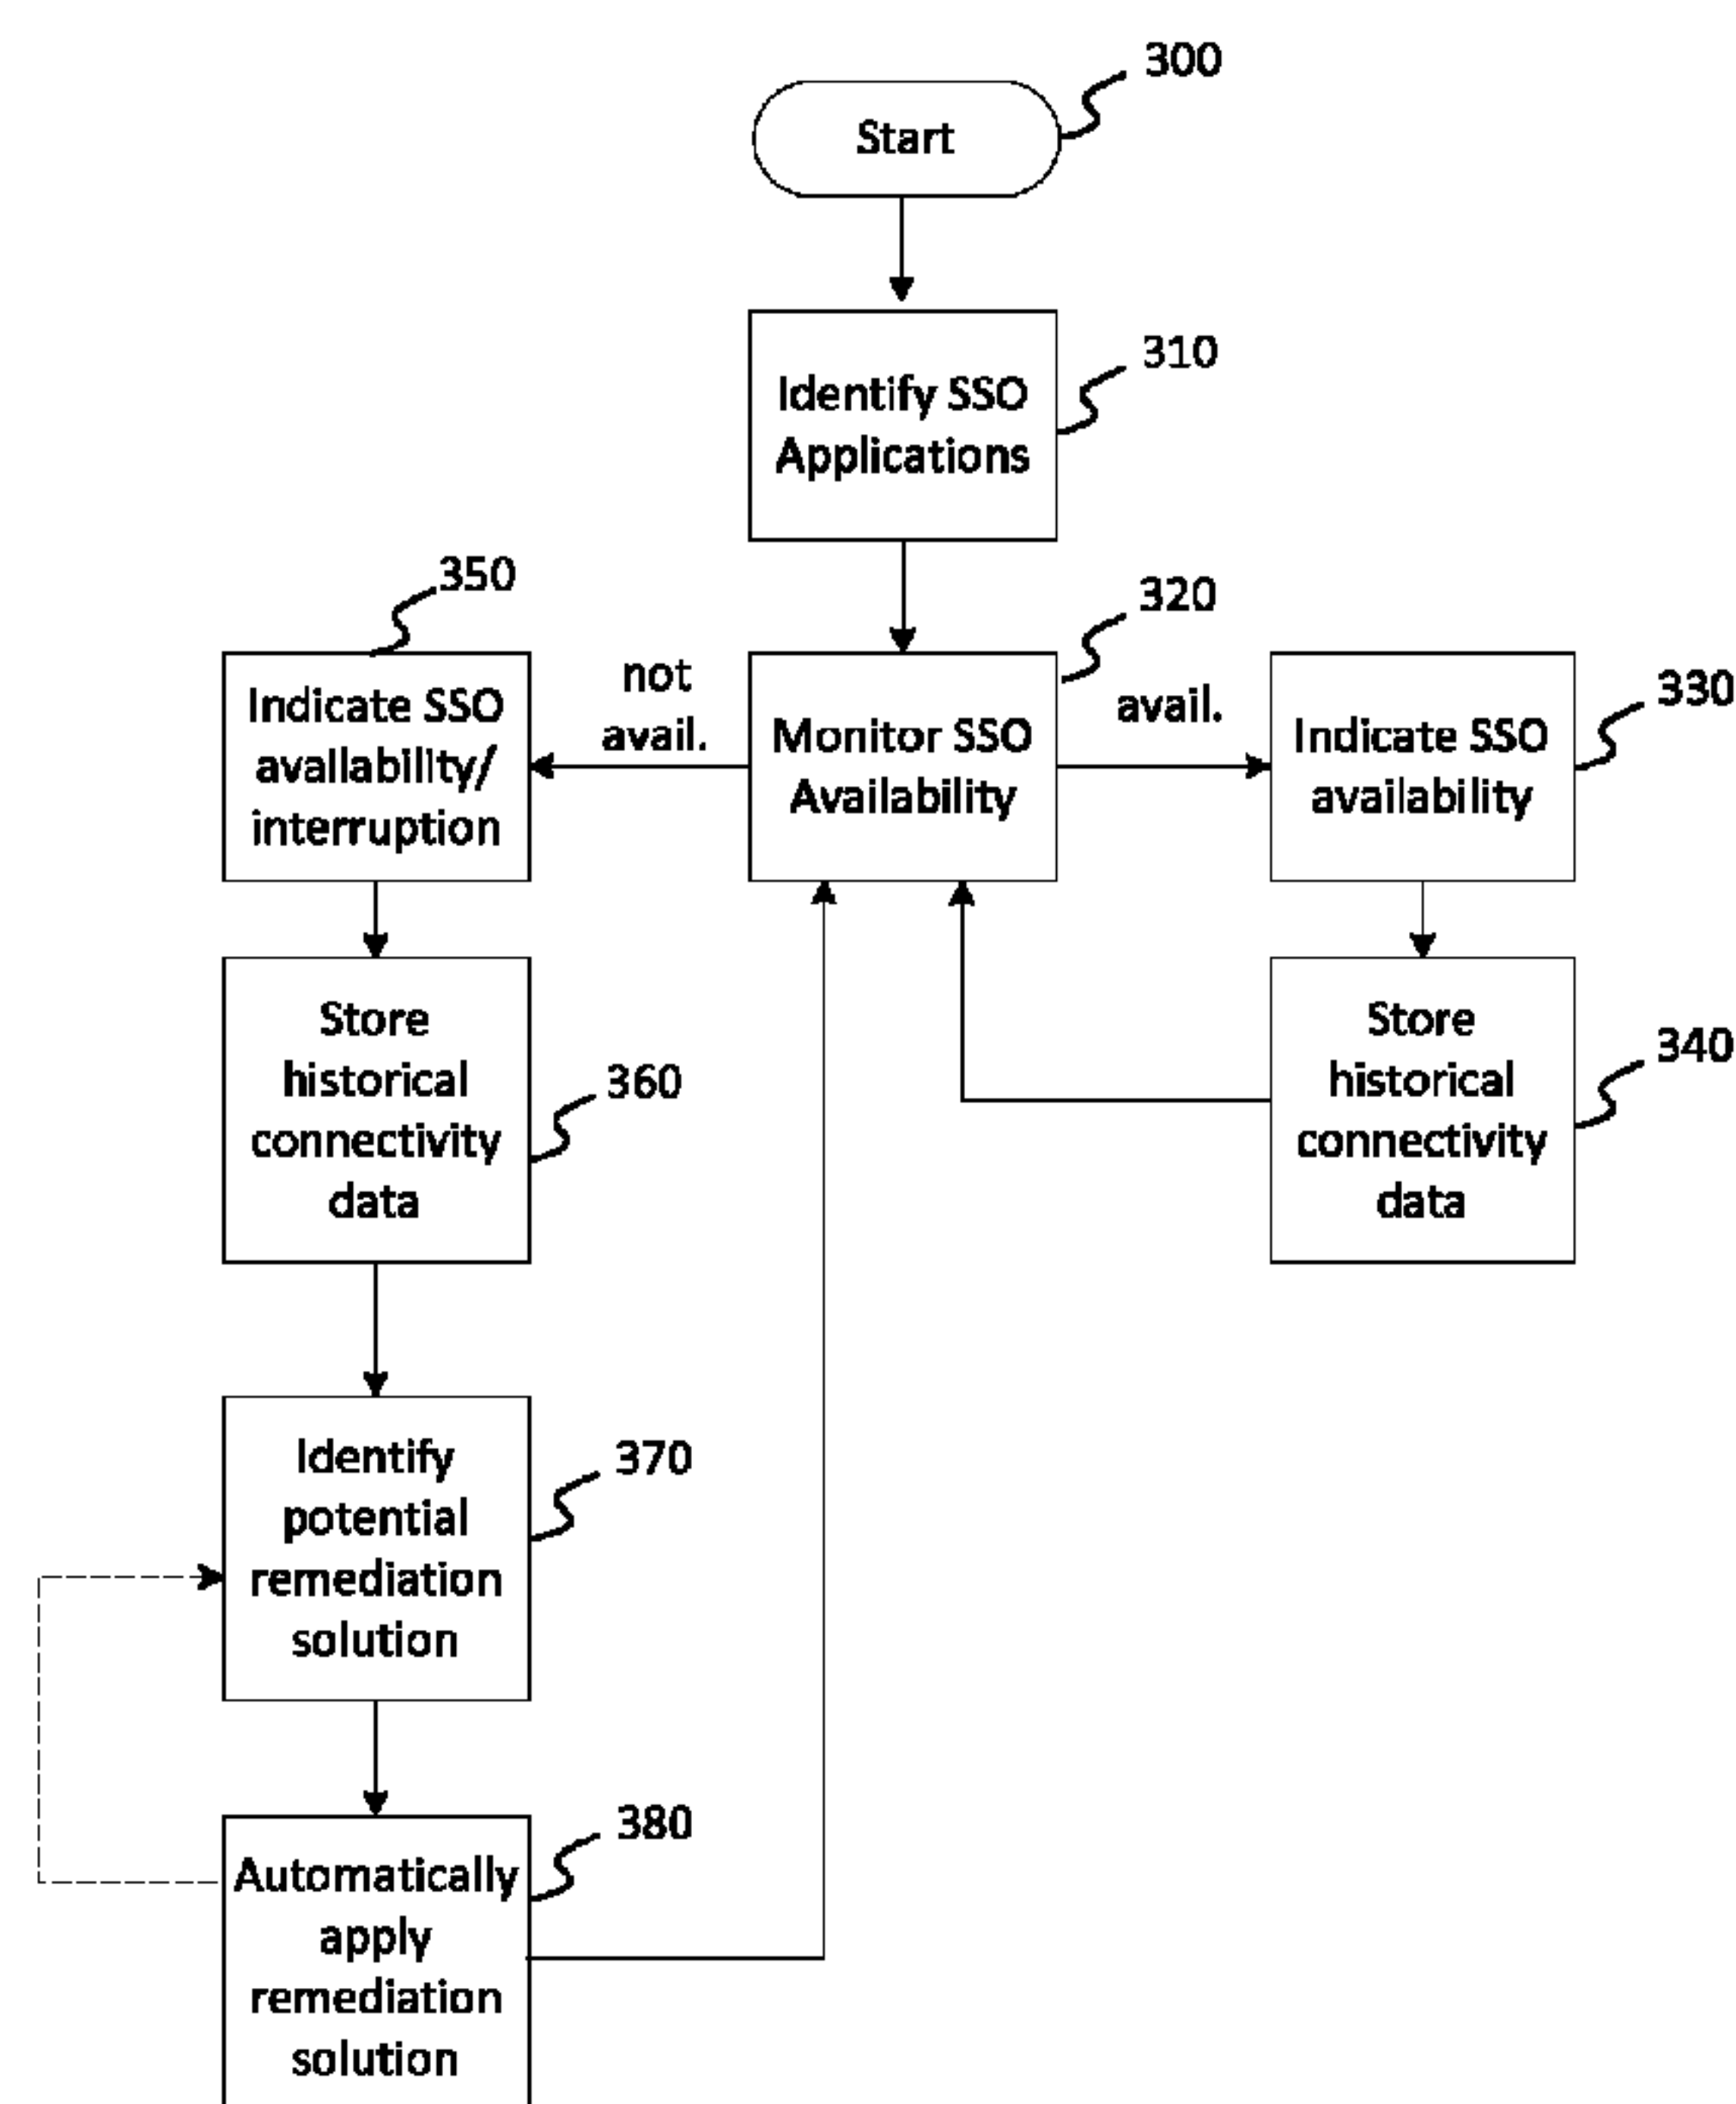 300
Start
310
Identify SSO
Applications
350
320
not
avail.
avail.
330
Indicate SSO
availability/
interruption
Monitor SSO
Availability
Indicate SSO
availability
Store
historical
connectivity
data
360
Store
historical
connectivity
data
340
Identify
potential
remediation
solution
370
Automatically
apply
remediation
solution
380